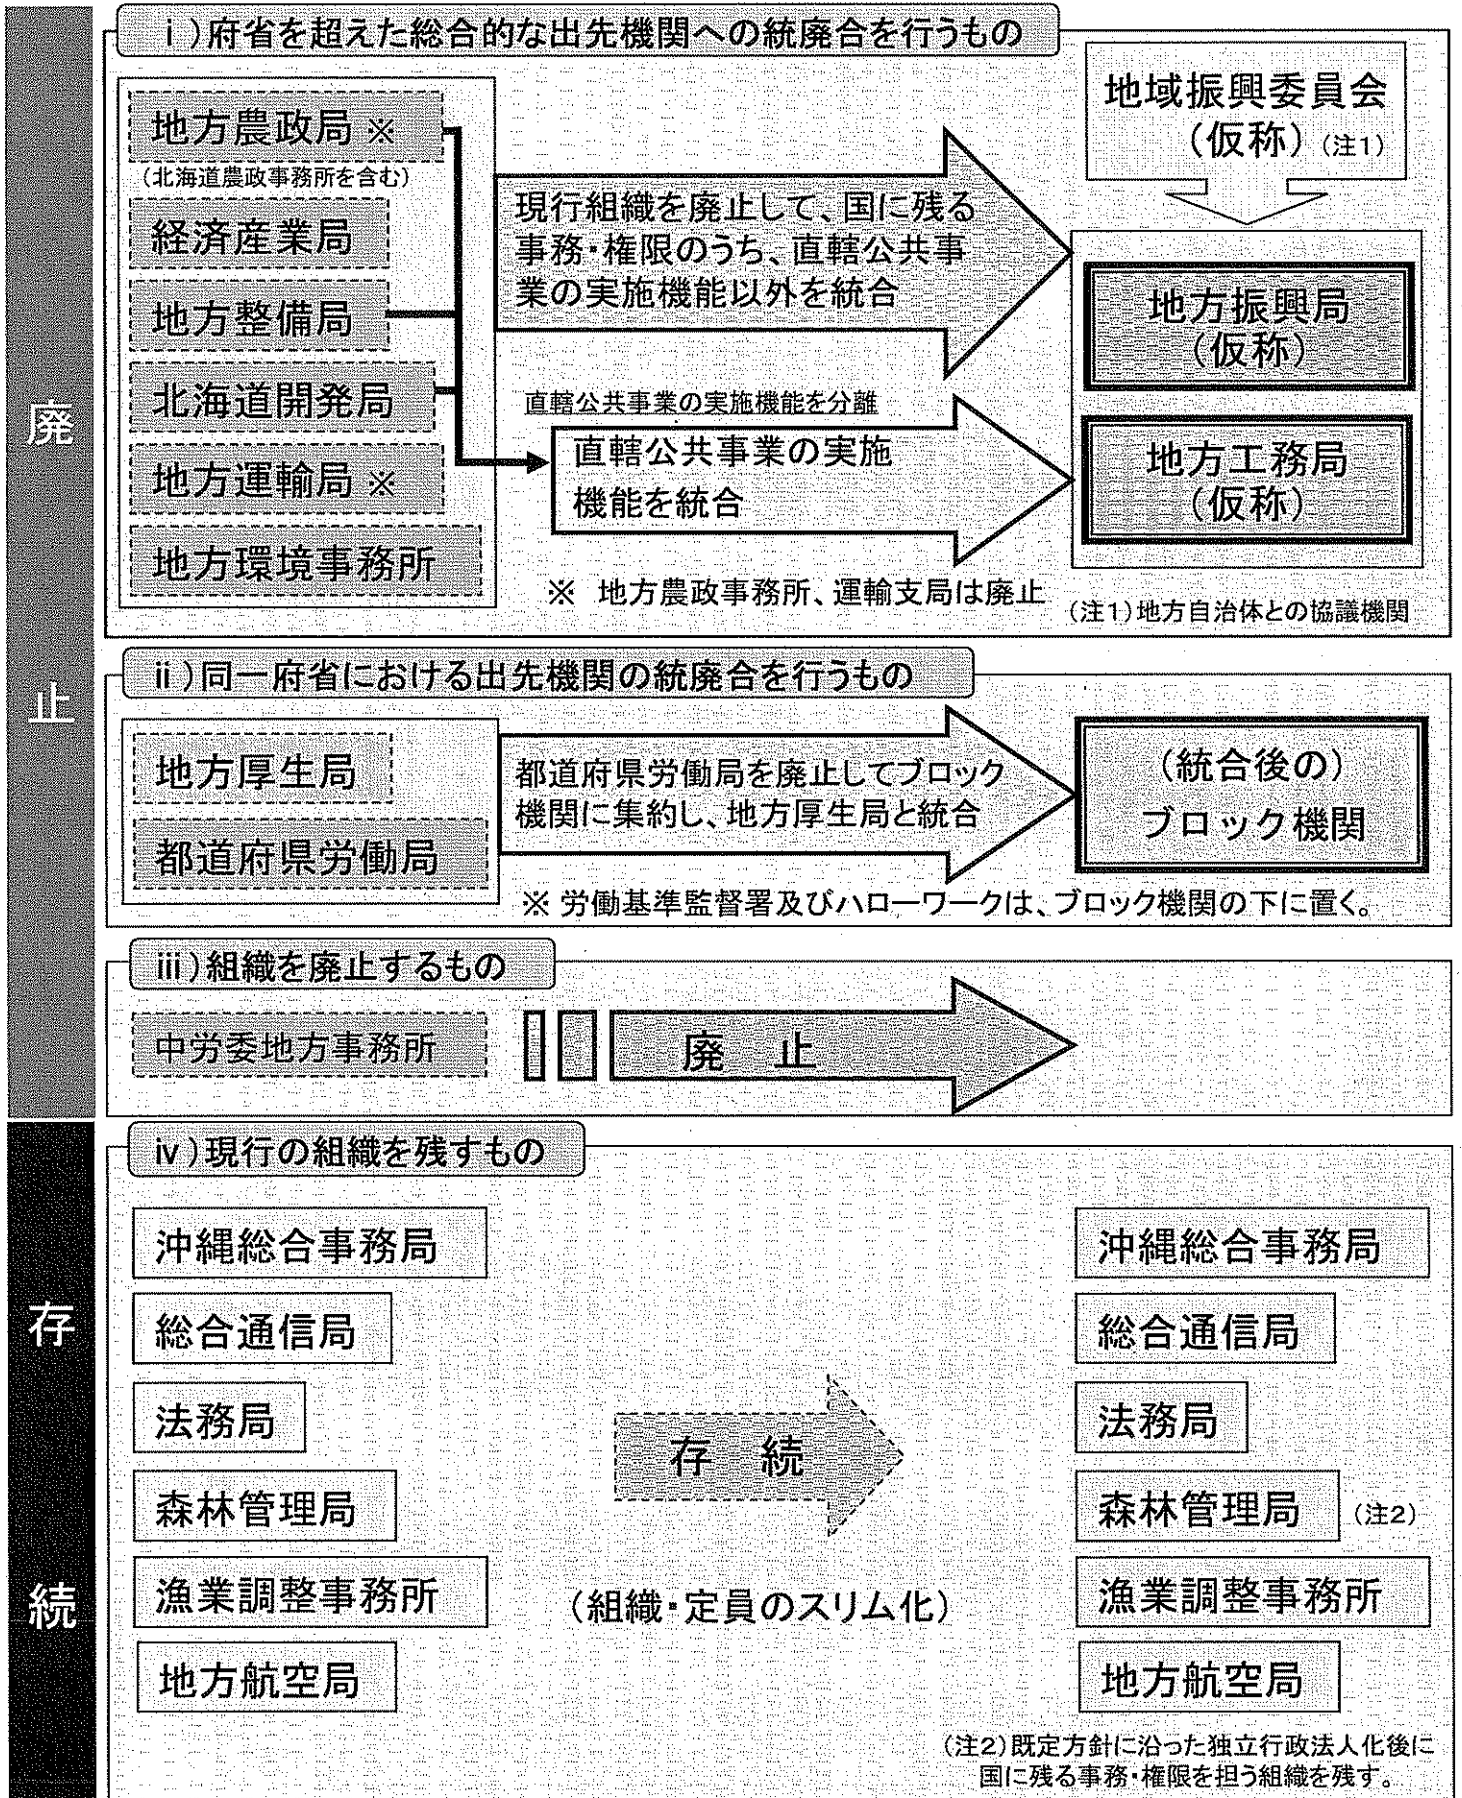 廃止
ⅰ)府省を超えた総合的な出先機関への統廃合を行うもの
地方農政局 ※
(北海道農政事務所を含む)
経済産業局
地方整備局
北海道開発局
地方運輸局 ※
地方環境事務所
現行組織を廃止して、国に残る
事務・権限のうち、直轄公共事
業の実施機能以外を統合
直轄公共事業の実施機能を分離
直轄公共事業の実施
機能を統合
※ 地方農政事務所、運輸支局は廃止
地域振興委員会
(仮称) (注1)
地方振興局
(仮称)
地方工務局
(仮称)
(注1)地方自治体との協議機関
ⅱ)同一府省における出先機関の統廃合を行うもの
地方厚生局
都道府県労働局
都道府県労働局を廃止してブロック
機関に集約し、地方厚生局と統合
(統合後の)
ブロック機関
※ 労働基準監督署及びハローワークは、ブロック機関の下に置く。
ⅲ)組織を廃止するもの
中労委地方事務所
廃 止
存続
ⅳ)現行の組織を残すもの
沖縄総合事務局
総合通信局
法務局
森林管理局
漁業調整事務所
地方航空局
存 続
(組織・定員のスリム化)
沖縄総合事務局
総合通信局
法務局
森林管理局 (注2)
漁業調整事務所
地方航空局
(注2)既定方針に沿った独立行政法人化後に
国に残る事務・権限を担う組織を残す。